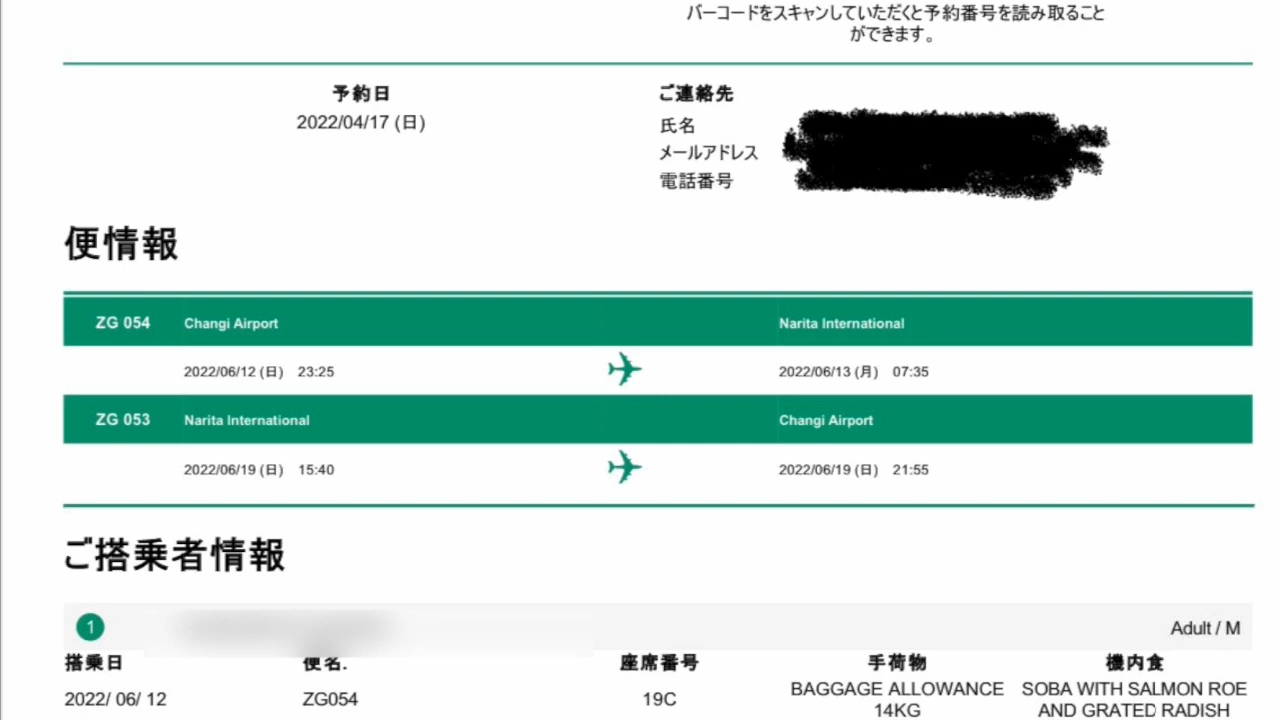 バーコードをスキャンしていただくと予約番号を読み取ること
ができます。
予約日
2022/04/17 (日)
ご連絡先
氏名
メールアドレス
電話番号
便情報
ZG 054 Changi Airport Narita International
2022/06/12 (日) 23:25 2022/06/13 (月) 07:35
ZG 053 Narita International Changi Airport
2022/06/19 (日) 15:40 2022/06/19 (日) 21:55
ご搭乗者情報
1 Adult / M
搭乗日 便名. 座席番号 手荷物 機内食
2022/ 06/ 12 ZG054 19C BAGGAGE ALLOWANCE 14KG SOBA WITH SALMON ROE AND GRATED RADISH